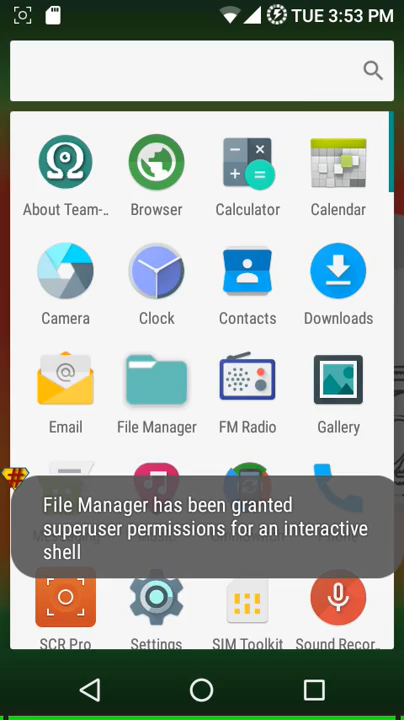 TUE 3:53 PM
About Team-..
Browser
Calculator
Calendar
Camera
Clock
Contacts
Downloads
Email
File Manager
FM Radio
Gallery
File Manager has been granted
superuser permissions for an interactive
shell
SCR Pro
Settings
SIM Toolkit
Sound Recor..